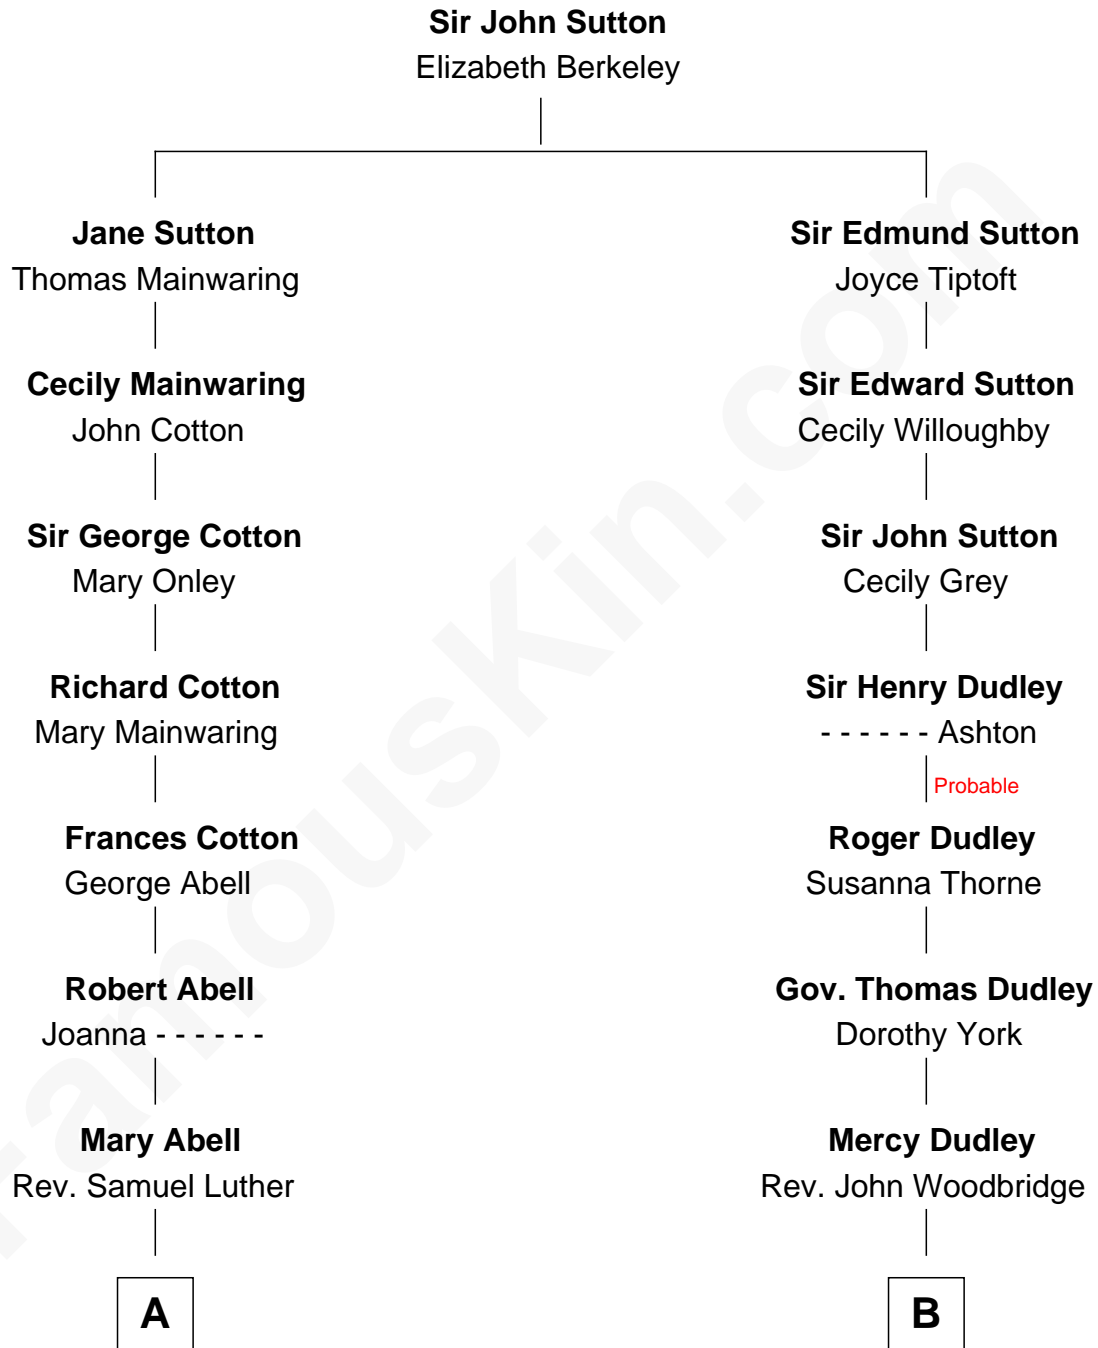 Sir John Sutton
Elizabeth Berkeley
Jane Sutton
Thomas Mainwaring
Cecily Mainwaring
John Cotton
Sir George Cotton
Mary Onley
Richard Cotton
Mary Mainwaring
Frances Cotton
George Abell
Robert Abell
Joanna - - - - - -
Mary Abell
Rev. Samuel Luther
A
Sir Edmund Sutton
Joyce Tiptoft
Sir Edward Sutton
Cecily Willoughby
Sir John Sutton
Cecily Grey
Sir Henry Dudley
- - - - - - Ashton
Probable
Roger Dudley
Susanna Thorne
Gov. Thomas Dudley
Dorothy York
Mercy Dudley
Rev. John Woodbridge
B
FamousKin.com